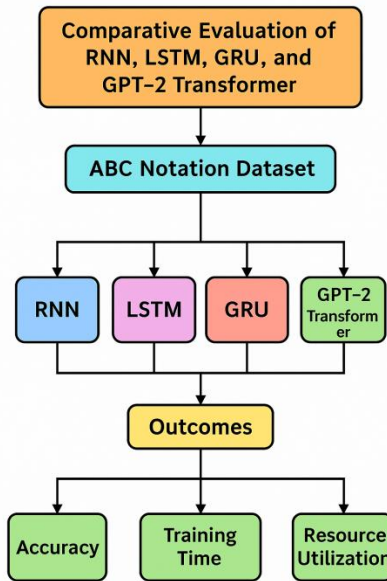 Comparative Evaluation of
RNN, LSTM, GRU, and
GPT-2 Transformer
ABC Notation Dataset
RNN
LSTM
GRU
GPT-2
Transform
er
Outcomes
Accuracy
Training
Time
Resource
Utilization